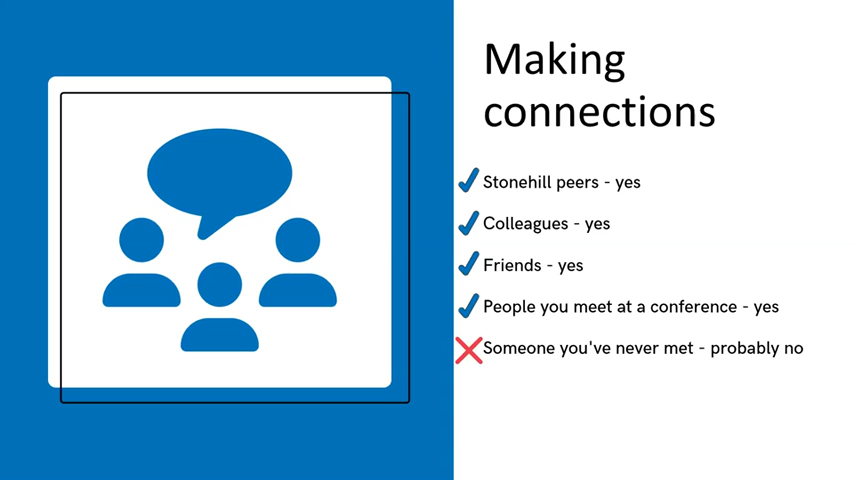 Making
connections
Stonehill peers - yes
Colleagues - yes
Friends - yes
People you meet at a conference - yes
Someone you've never met - probably no